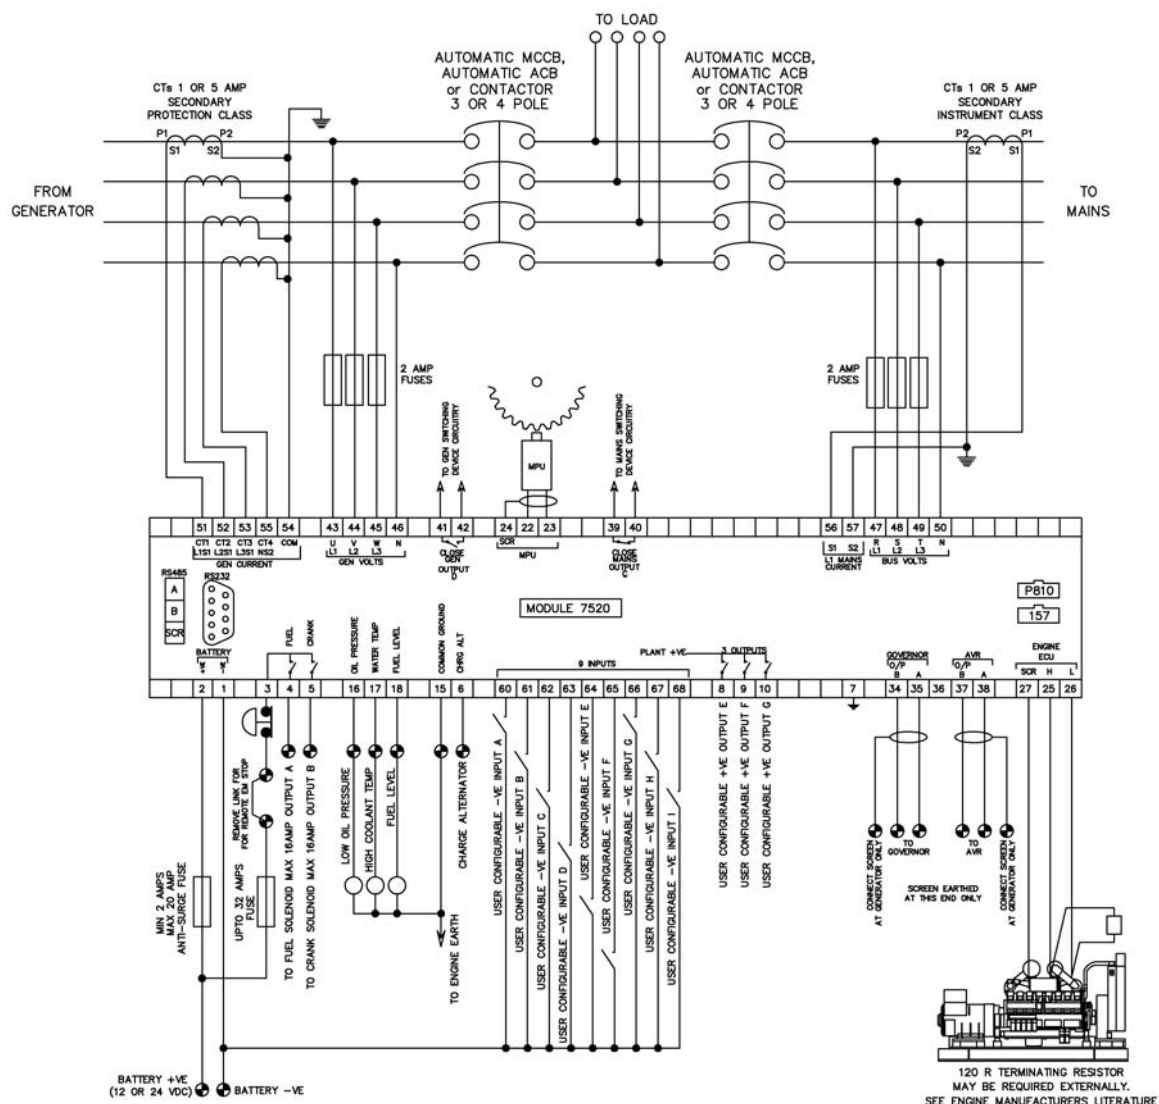 TO LOAD
AUTOMATIC MCCB,
AUTOMATIC ACB
or CONTACTOR
3 OR 4 POLE
AUTOMATIC MCCB,
AUTOMATIC ACB
or CONTACTOR
3 OR 4 POLE
CTs 1 OR 5 AMP
SECONDARY
PROTECTION CLASS
CTs 1 OR 5 AMP
SECONDARY
INSTRUMENT CLASS
P1 P2
S1 S2
P2 P1
S2 S1
FROM
GENERATOR
TO
MAINS
2 AMP
FUSES
2 AMP
FUSES
TO GEN SWITCHING
DEVICE CIRCUITRY
MPU
TO MAINS SWITCHING
DEVICE CIRCUITRY
51 52 53 55 54 43 44 45 46 41 42 24 22 23 39 40 56 57 47 48 49 50
CT1 CT2 CT3 CT4 COM
L1S1 L2S1 L3S1 NS2
GEN CURRENT
U V W N
L1 L2 L3
GEN VOLTS
CLOSE
GEN
OUTPUT
D
SCR
MPU
CLOSE
MAINS
OUTPUT
C
S1 S2
L1 MAINS
CURRENT
R S T N
L1 L2 L3
BUS VOLTS
RS485
A
B
SCR
RS232
MODULE 7520
P810
157
BATTERY
+VE -VE
FUEL
CRANK
OIL PRESSURE
WATER TEMP
FUEL LEVEL
COMMON GROUND
CHRG ALT
9 INPUTS
PLANT +VE
3 OUTPUTS
GOVERNOR
O/P
B A
AVR
O/P
B A
ENGINE
ECU
SCR H L
2 1 3 4 5 16 17 18 15 6 60 61 62 63 64 65 66 67 68 8 9 10 7 34 35 36 37 38 27 25 26
REMOVE LINK FOR
FOR REMOTE EM STOP
MIN 2 AMPS
MAX 20 AMP
ANTI-SURGE FUSE
UPTO 32 AMPS
FUSE
TO FUEL SOLENOID MAX 16AMP OUTPUT A
TO CRANK SOLENOID MAX 16AMP OUTPUT B
LOW OIL PRESSURE
HIGH COOLANT TEMP
FUEL LEVEL
TO ENGINE EARTH
CHARGE ALTERNATOR
USER CONFIGURABLE -VE INPUT A
USER CONFIGURABLE -VE INPUT B
USER CONFIGURABLE -VE INPUT C
USER CONFIGURABLE -VE INPUT D
USER CONFIGURABLE -VE INPUT E
USER CONFIGURABLE -VE INPUT F
USER CONFIGURABLE -VE INPUT G
USER CONFIGURABLE -VE INPUT H
USER CONFIGURABLE -VE INPUT I
USER CONFIGURABLE +VE OUTPUT E
USER CONFIGURABLE +VE OUTPUT F
USER CONFIGURABLE +VE OUTPUT G
CONNECT SCREEN
AT GENERATOR ONLY
TO
GOVERNOR
TO
AVR
CONNECT SCREEN
AT GENERATOR ONLY
SCREEN EARTHED
AT THIS END ONLY
BATTERY +VE
(12 OR 24 VDC)
BATTERY -VE
120 R TERMINATING RESISTOR
MAY BE REQUIRED EXTERNALLY.
SEE ENGINE MANUFACTURERS LITERATURE